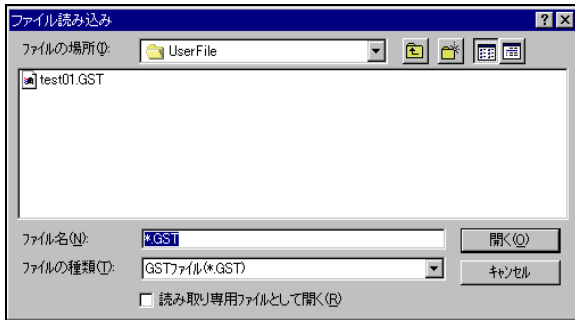 ファイル読み込み
ファイルの場所(I):
UserFile
test01.GST
ファイル名(N):
*.GST
開く(O)
ファイルの種類(T):
GSTファイル(*.GST)
キャンセル
読み取り専用ファイルとして開く(R)